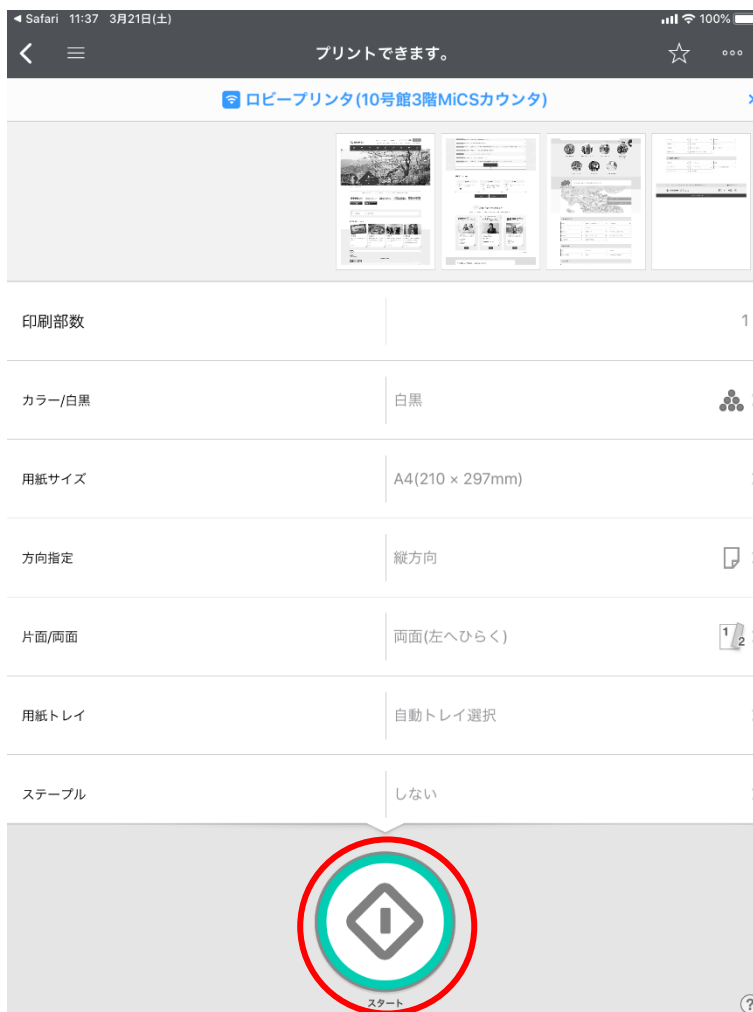 ◀ Safari 11:37 3月21日(土) 100%
プリントできます。
ロビープリンタ(10号館3階MiCSカウンタ)
印刷部数 1
カラー/白黒 白黒
用紙サイズ A4(210 × 297mm)
方向指定 縦方向
片面/両面 両面(左へひらく) 1 2
用紙トレイ 自動トレイ選択
ステープル しない
スタート
?